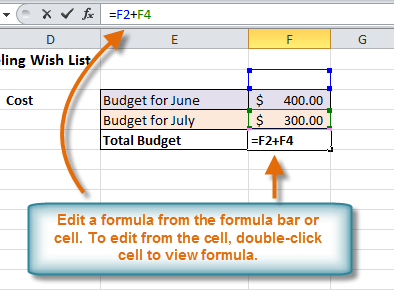 fx =F2+F4
D E F G
ling Wish List
Cost Budget for June $ 400.00
Budget for July $ 300.00
Total Budget =F2+F4
Edit a formula from the formula bar or
cell. To edit from the cell, double-click
cell to view formula.